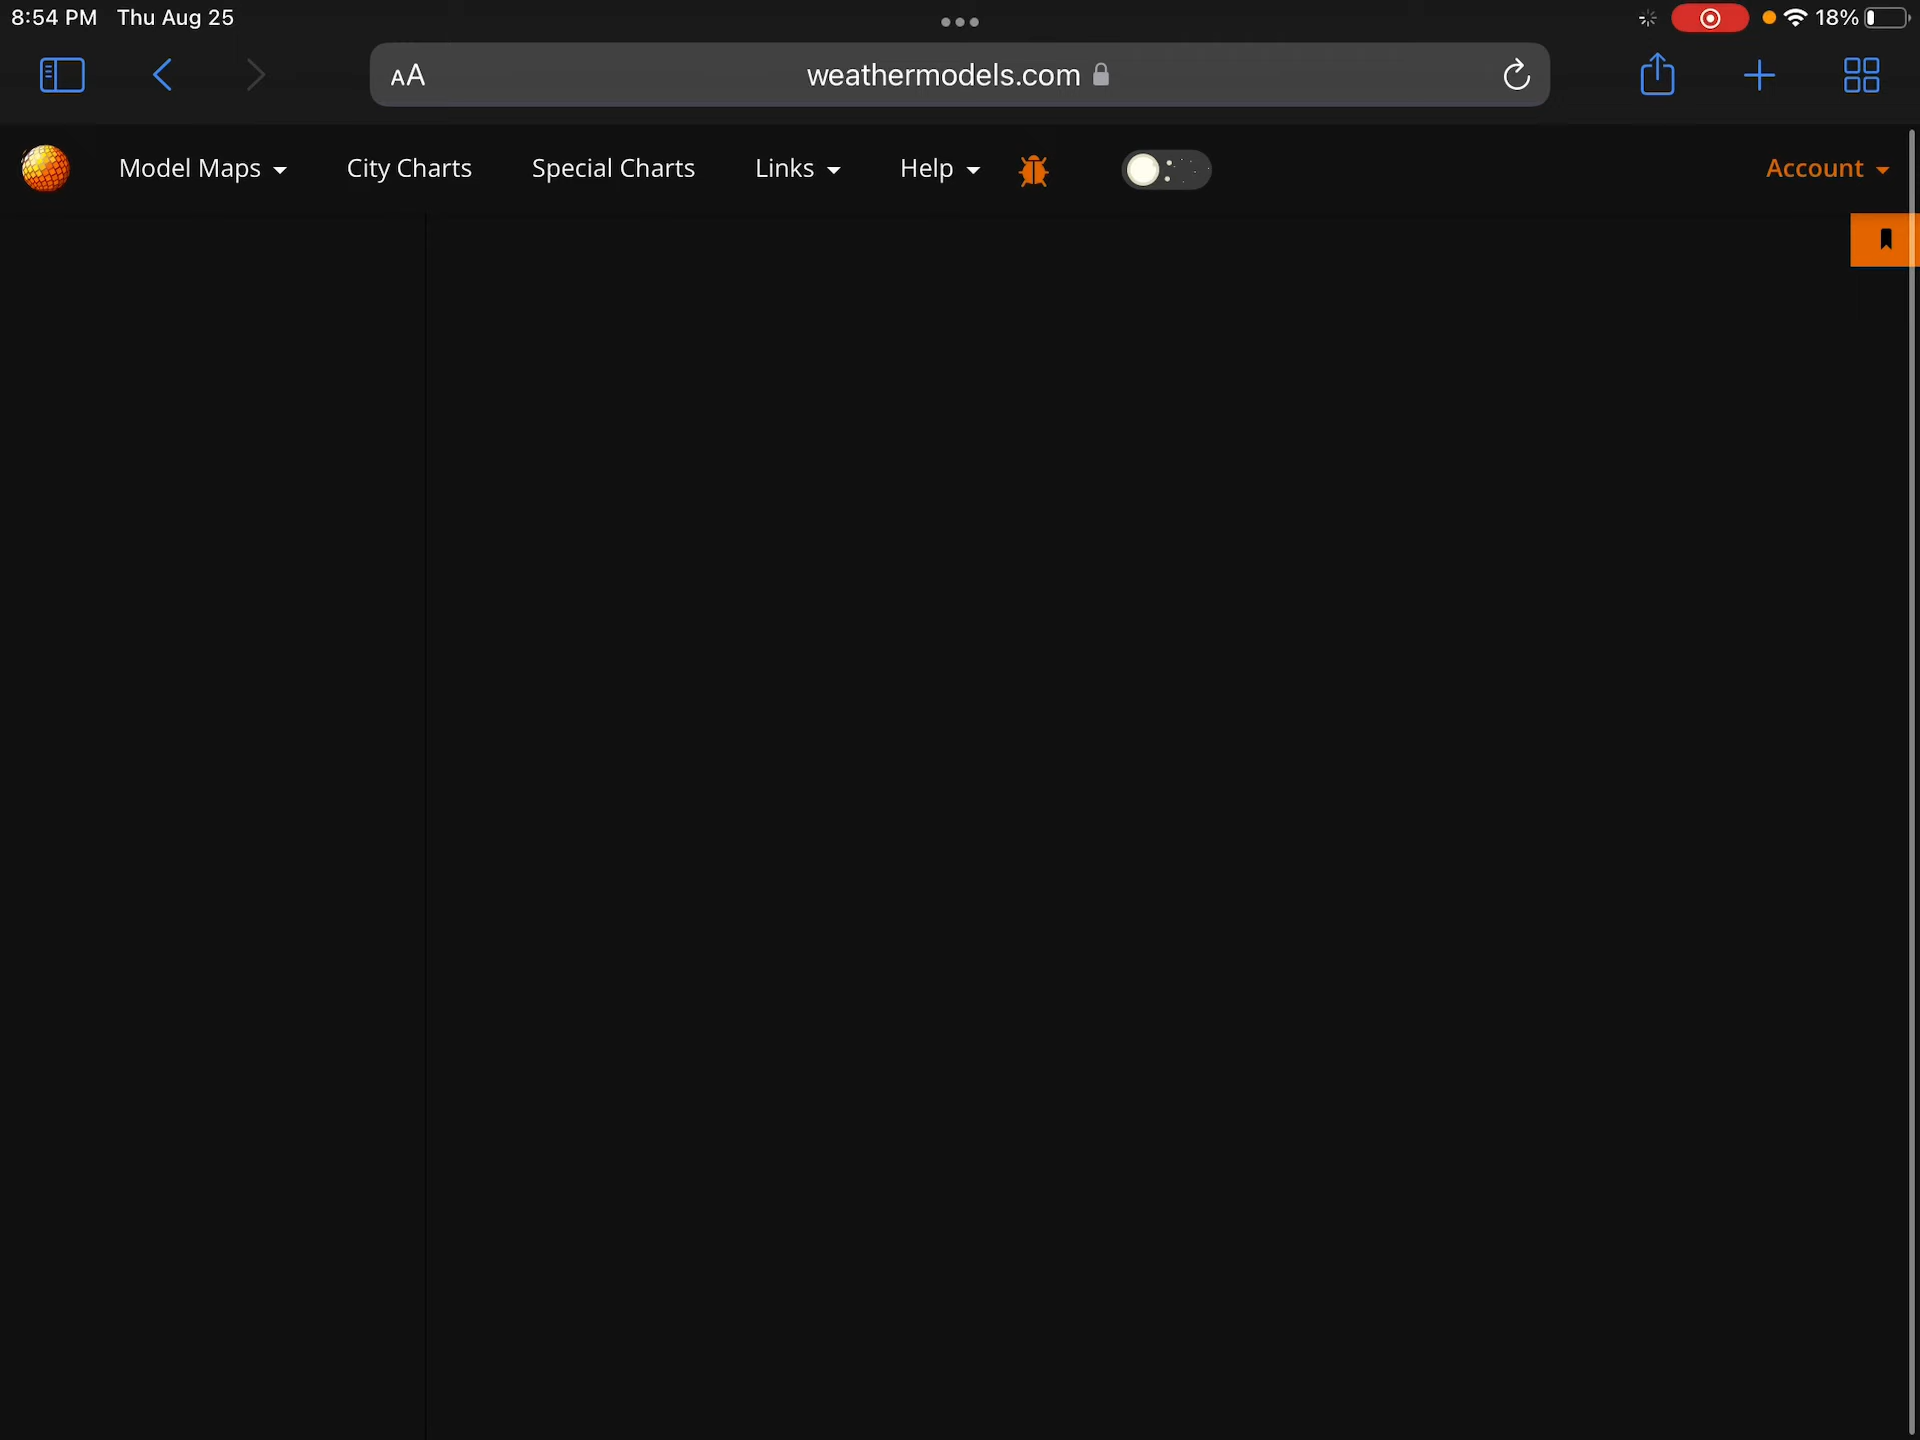 8:54 PM Thu Aug 25
18%
AA
weathermodels.com
Model Maps
City Charts
Special Charts
Links
Help
Account